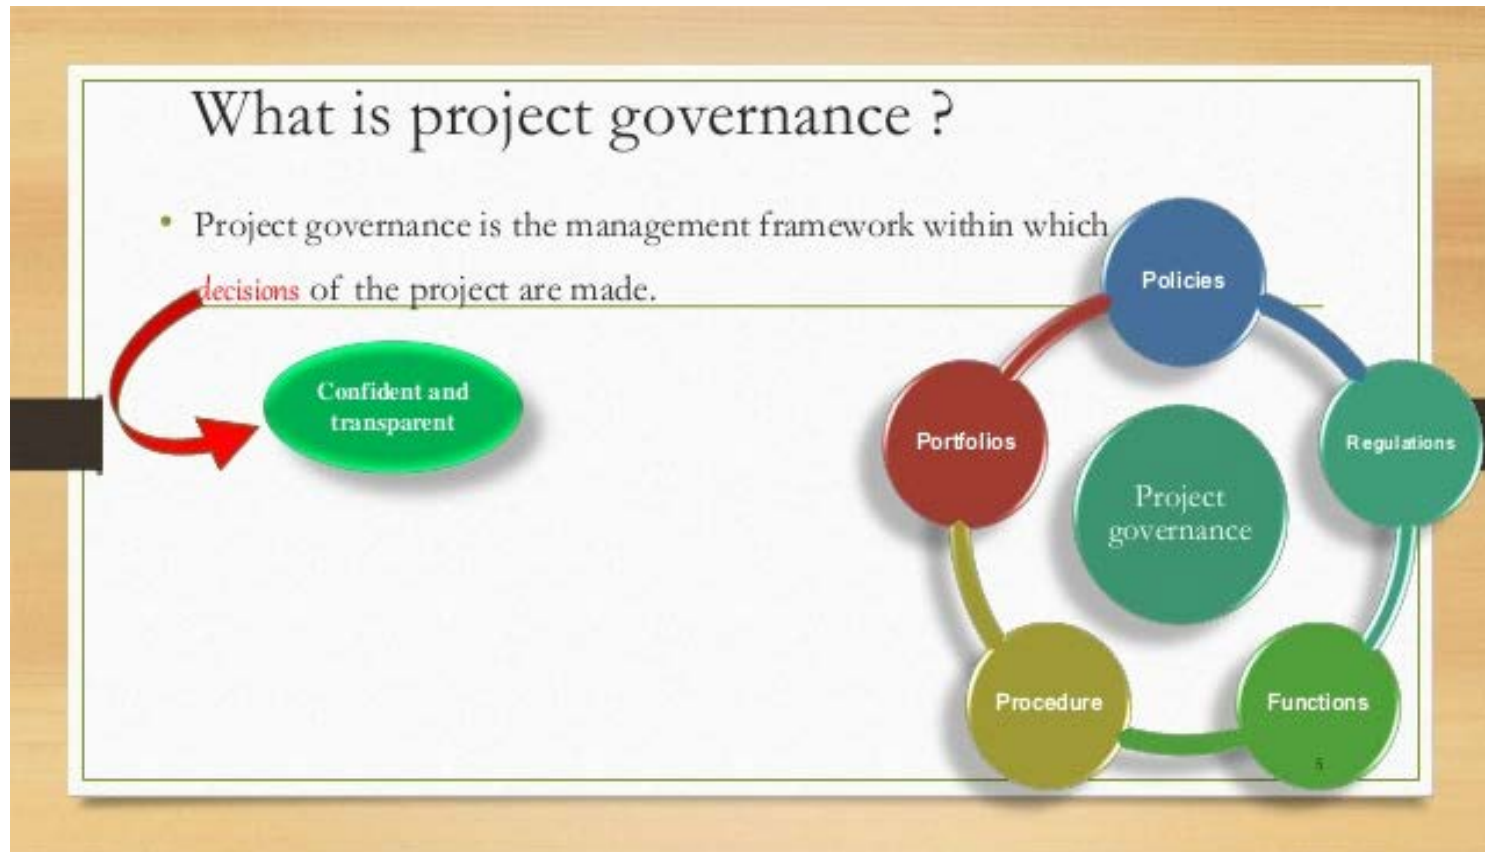 What is project governance ?
• Project governance is the management framework within which
decisions of the project are made.
Confident and
transparent
Policies
Portfolios
Regulations
Project
governance
Procedure
Functions
5